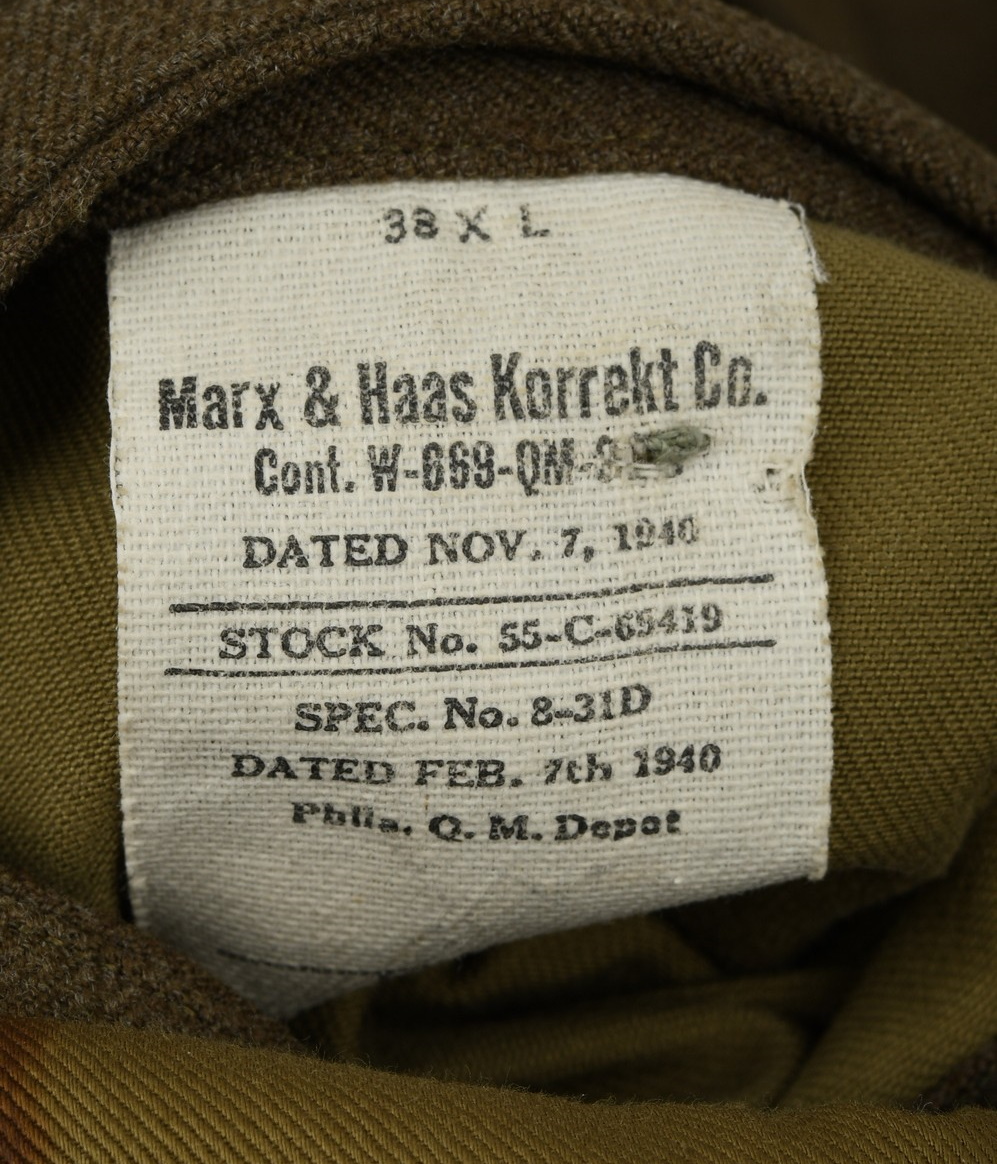 38 X L
Marx & Haas Korrekt Co.
Cont.
DATED NOV. 7, 1940
STOCK No. 55-C-65419
SPEC. No. 8-31D
DATED FEB. 7th 1940
Phila. Q. M. Depot